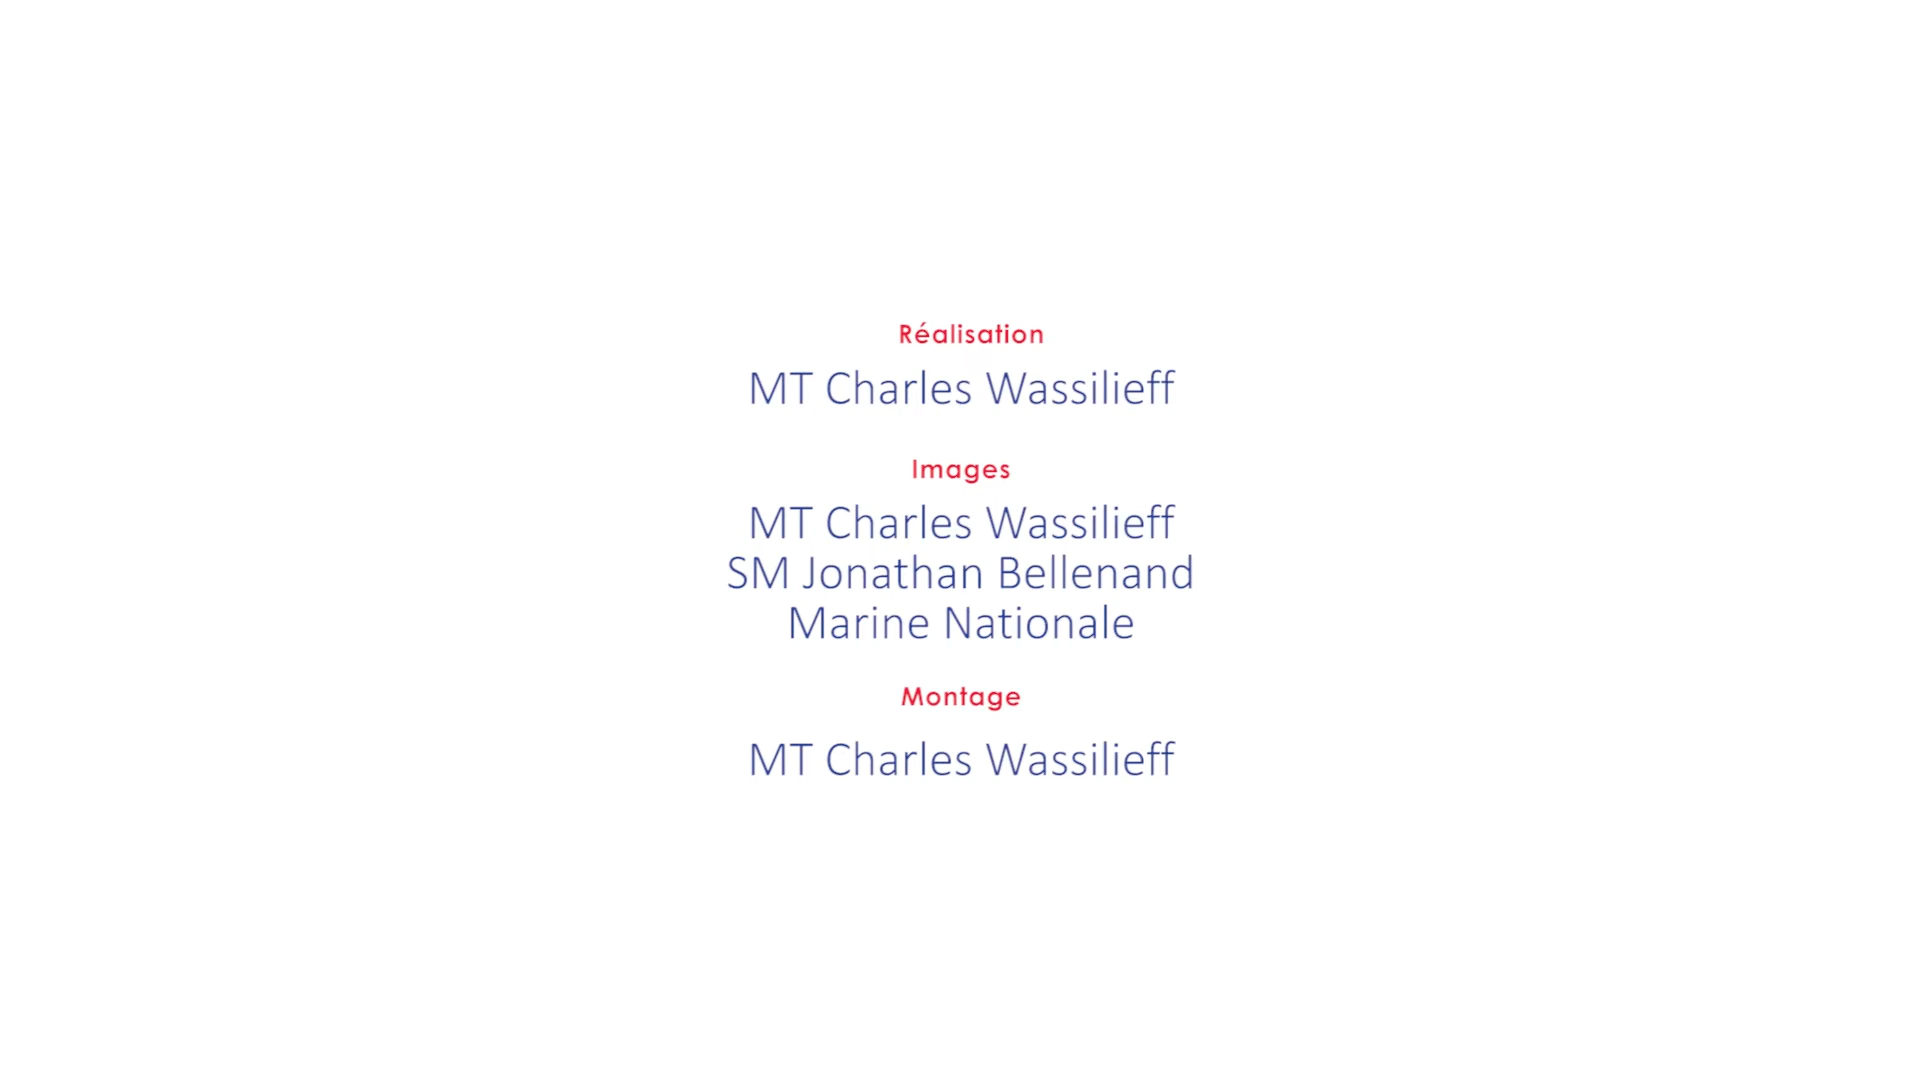 Réalisation
MT Charles Wassilieff
Images
MT Charles Wassilieff
SM Jonathan Bellenand
Marine Nationale
Montage
MT Charles Wassilieff